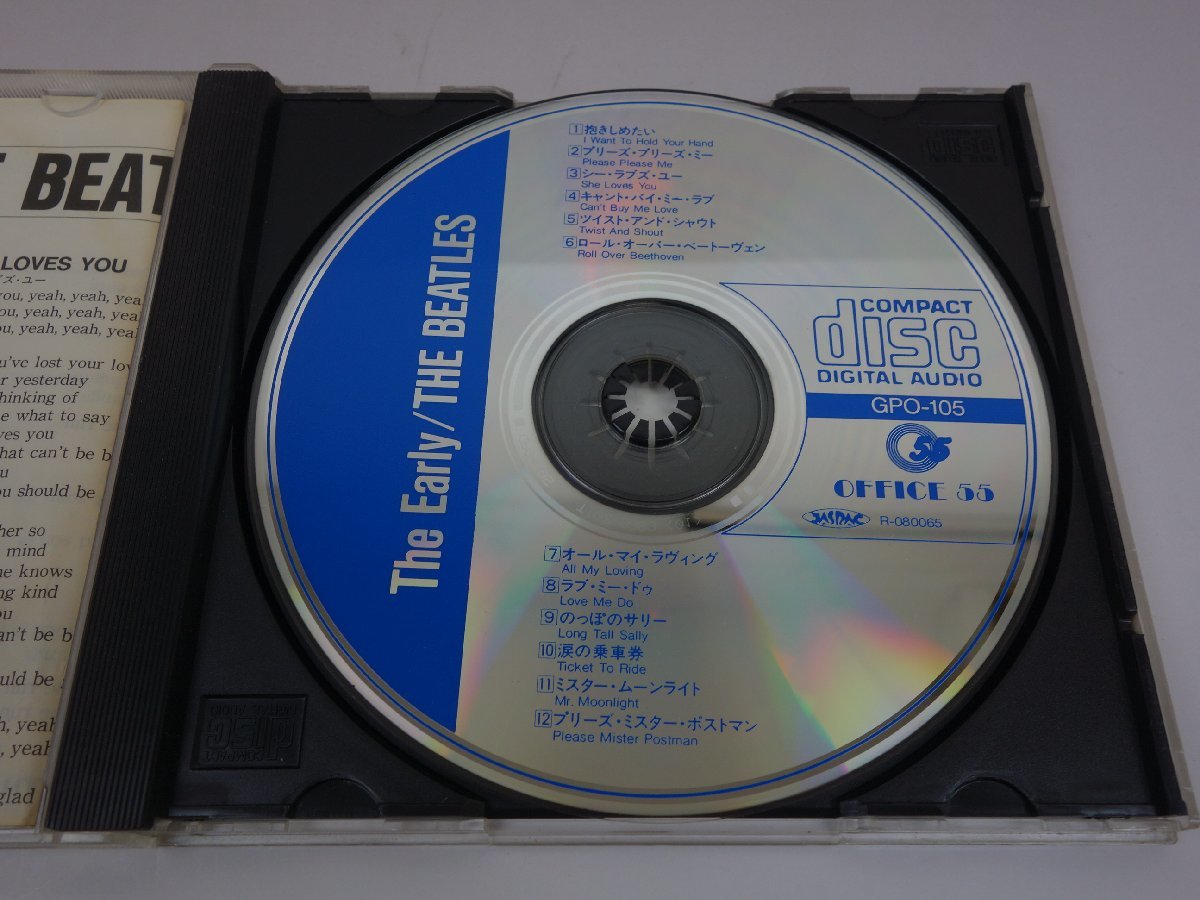 BEAT
LOVES YOU
ズ・ユー
you, yeah, yeah, yea
ou, yeah, yeah, yeah,
ou, yeah, yeah, yeah
u've lost your lov
yesterday
hinking of
e what to say
ves you
hat can't be b
u
ou should be
her so
mind
he knows
ng kind
ou
an't be b
uld be
h, yeah
, yeah
glad
The Early/THE BEATLES
1 抱きしめたい
I Want To Hold Your Hand
2 プリーズ・プリーズ・ミー
Please Please Me
3 シー・ラブズ・ユー
She Loves You
4 キャント・バイ・ミー・ラブ
Can't Buy Me Love
5 ツイスト・アンド・シャウト
Twist And Shout
6 ロール・オーバー・ベートーヴェン
Roll Over Beethoven
COMPACT
disc
DIGITAL AUDIO
GPO-105
55
OFFICE 55
JASRAC R-080065
7 オール・マイ・ラヴィング
All My Loving
8 ラブ・ミー・ドゥ
Love Me Do
9 のっぽのサリー
Long Tall Sally
10 涙の乗車券
Ticket To Ride
11 ミスター・ムーンライト
Mr. Moonlight
12 プリーズ・ミスター・ポストマン
Please Mister Postman